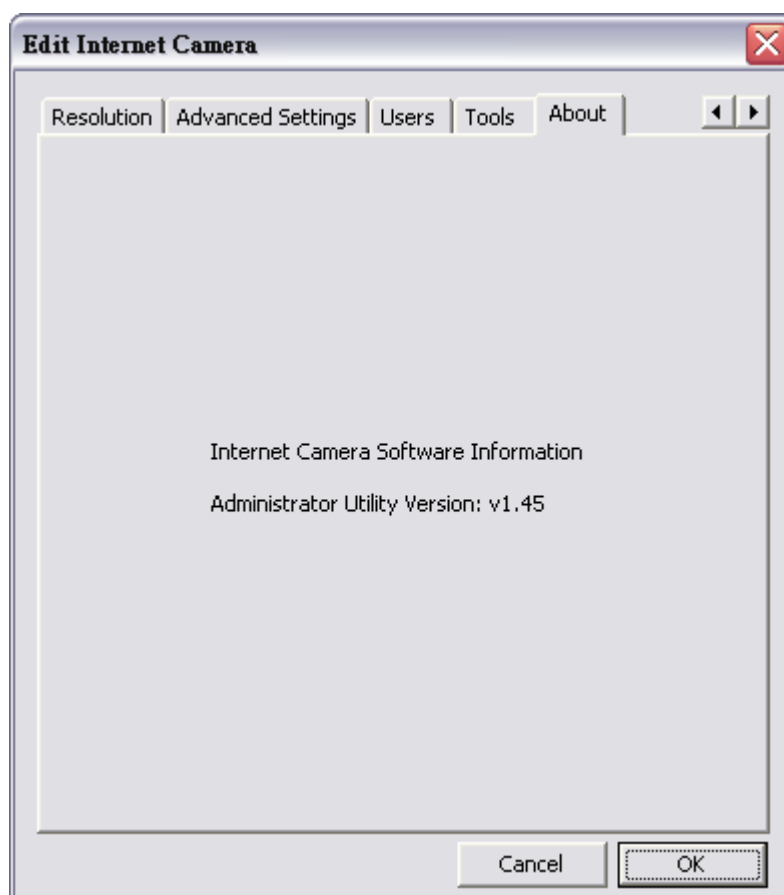 Edit Internet Camera
Resolution Advanced Settings Users Tools About
Internet Camera Software Information
Administrator Utility Version: v1.45
Cancel OK